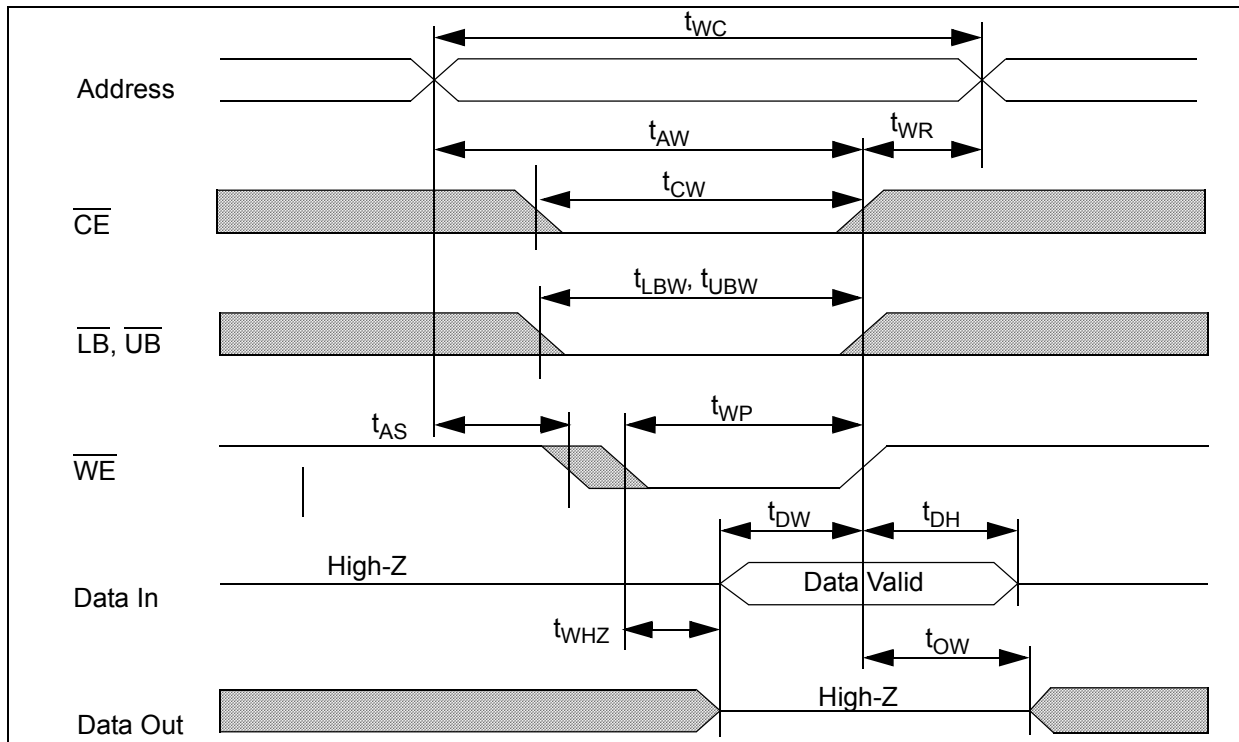 tWC
Address
tAW
tWR
tCW
CE
tLBW, tUBW
LB, UB
tWP
tAS
WE
tDW
tDH
High-Z
Data Valid
Data In
tWHZ
tOW
High-Z
Data Out